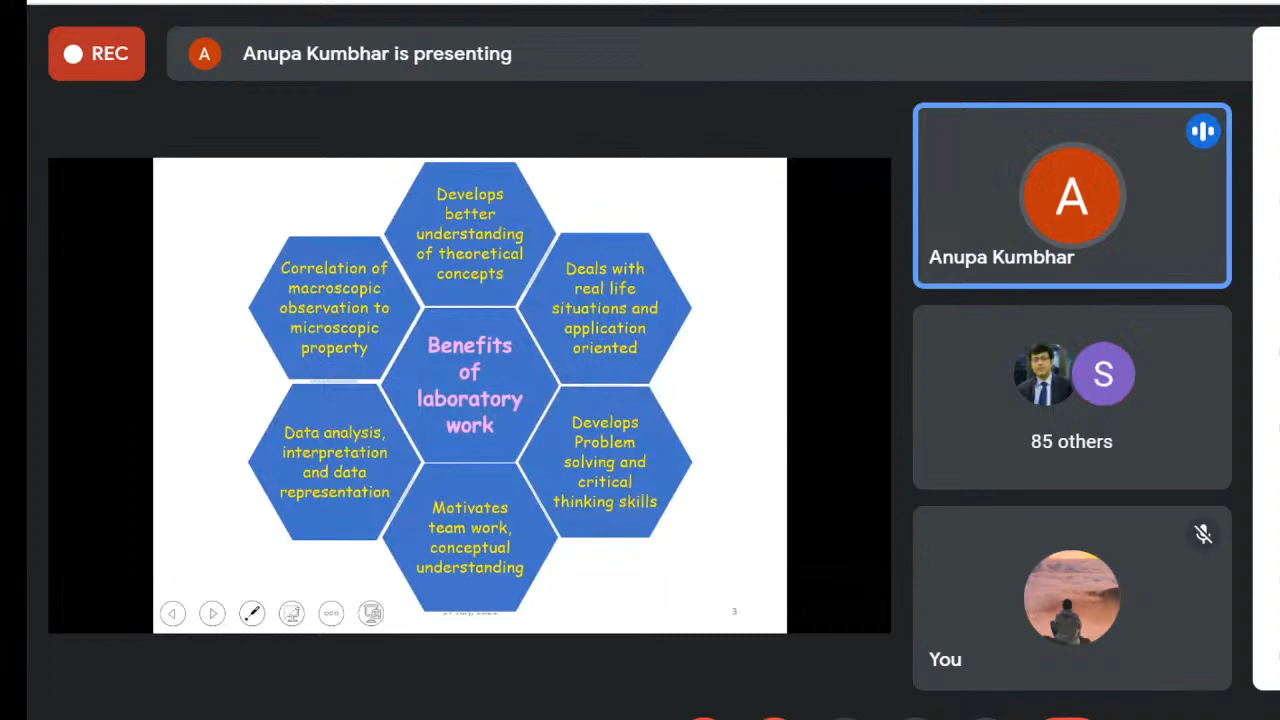 REC
A
Anupa Kumbhar is presenting
Develops
better
understanding
of theoretical
concepts
Correlation of
macroscopic
observation to
microscopic
property
Deals with
real life
situations and
application
oriented
Benefits
of
laboratory
work
Data analysis,
interpretation
and data
representation
Develops
Problem
solving and
critical
thinking skills
Motivates
team work,
conceptual
understanding
3
A
Anupa Kumbhar
S
85 others
You